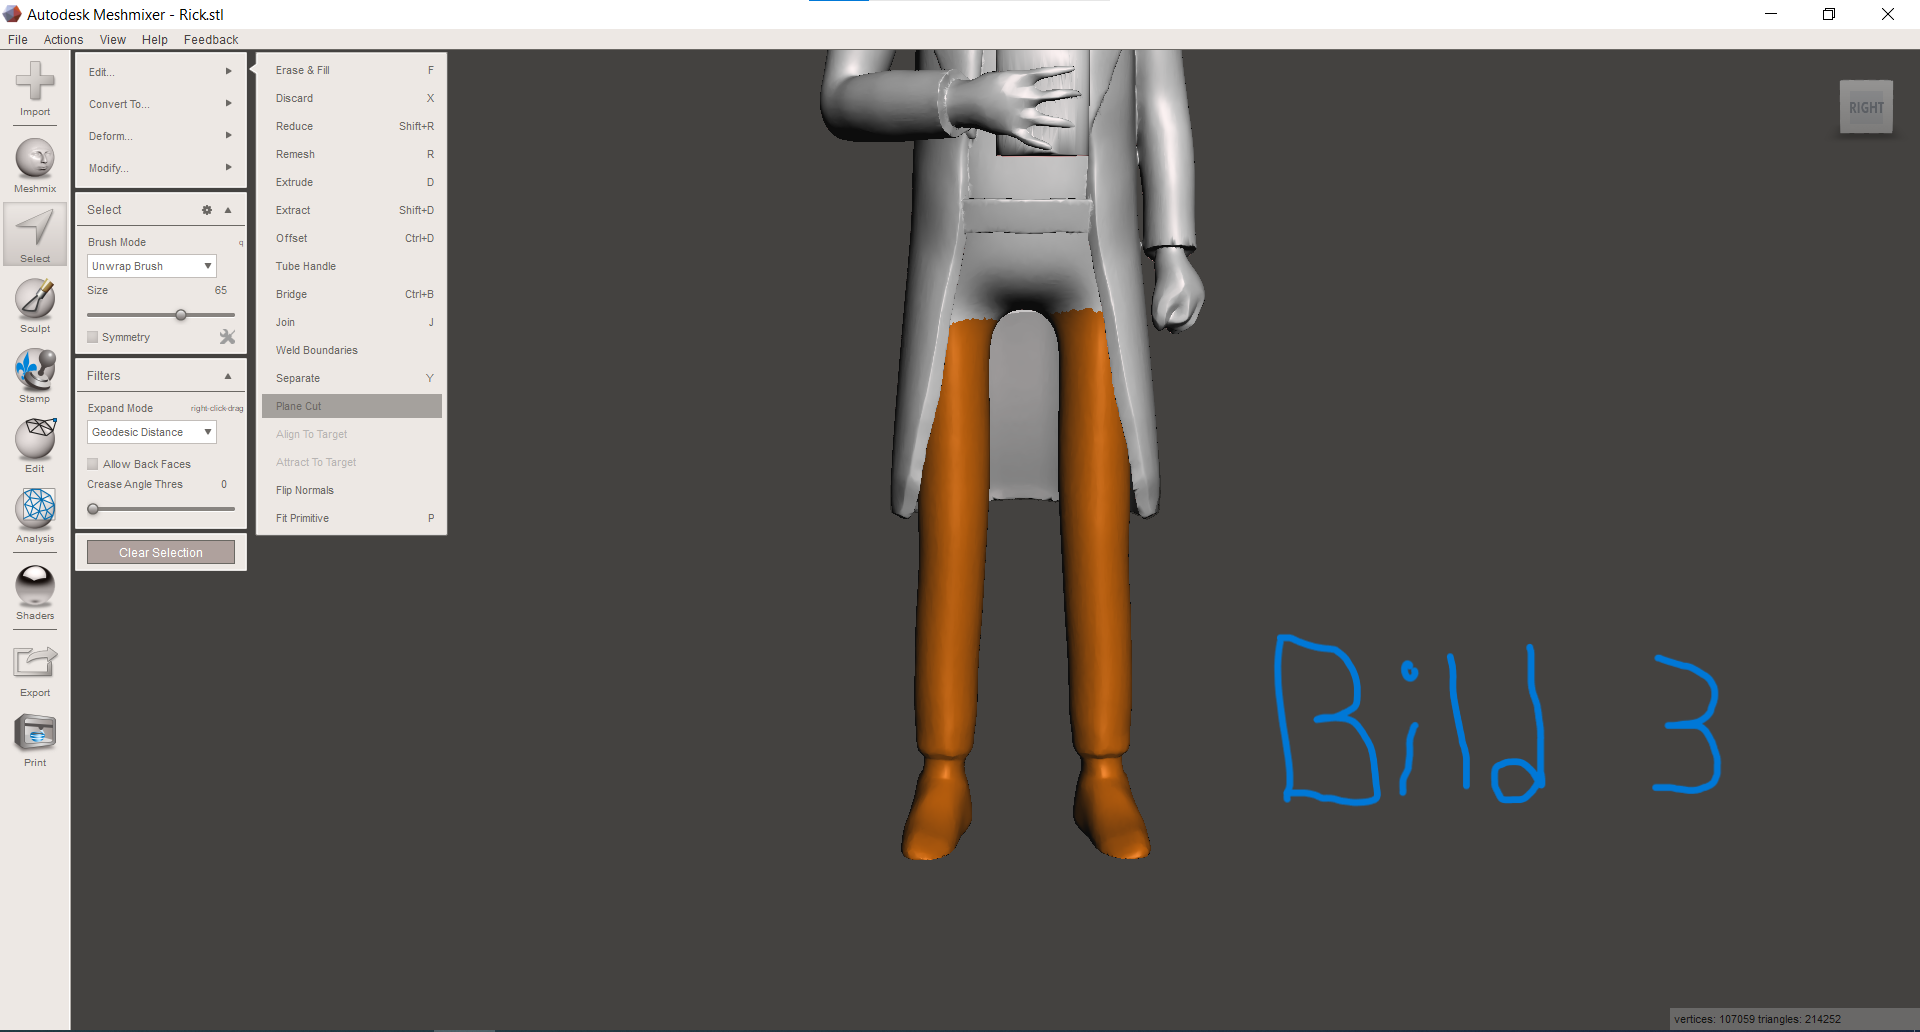 Autodesk Meshmixer - Rick.stl
File Actions View Help Feedback
Import
Meshmix
Select
Sculpt
Stamp
Edit
Analysis
Shaders
Export
Print
Edit...
Convert To...
Deform...
Modify...
Select
Brush Mode q
Unwrap Brush
Size 65
Symmetry
Filters
Expand Mode right-click-drag
Geodesic Distance
Allow Back Faces
Crease Angle Thres 0
Clear Selection
Erase & Fill F
Discard X
Reduce Shift+R
Remesh R
Extrude D
Extract Shift+D
Offset Ctrl+D
Tube Handle
Bridge Ctrl+B
Join J
Weld Boundaries
Separate Y
Plane Cut
Align To Target
Attract To Target
Flip Normals
Fit Primitive P
RIGHT
Bild 3
vertices: 107059 triangles: 214252